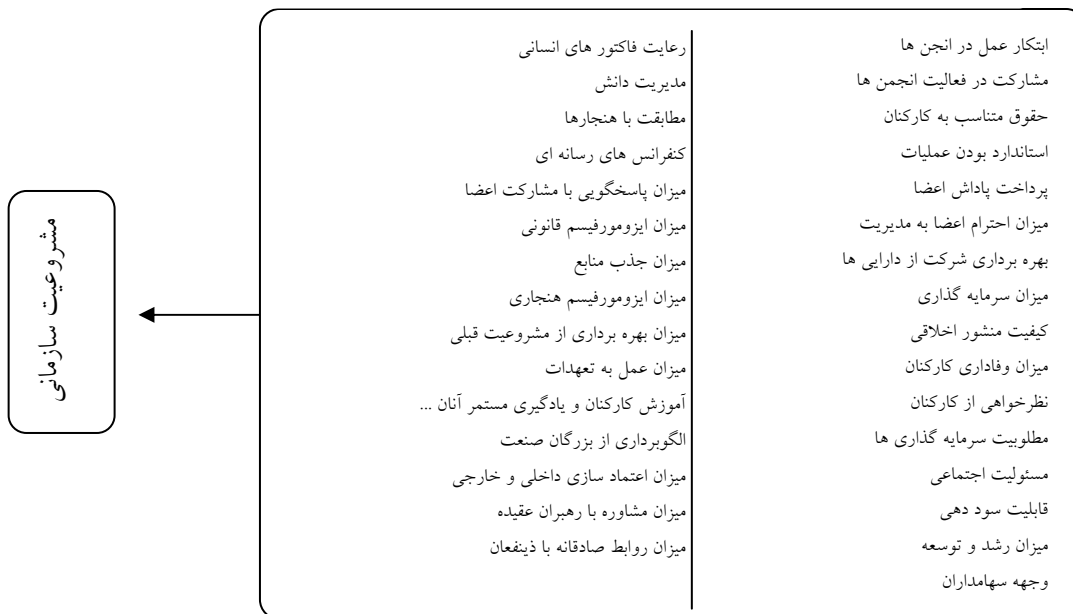 ابتکار عمل در انجن ها
مشارکت در فعالیت انجمن ها
حقوق متناسب به کارکنان
استاندارد بودن عملیات
پرداخت پاداش اعضا
میزان احترام اعضا به مدیریت
بهره برداری شرکت از دارایی ها
میزان سرمایه گذاری
کیفیت منشور اخلاقی
میزان وفاداری کارکنان
نظرخواهی از کارکنان
مطلوبیت سرمایه گذاری ها
مسئولیت اجتماعی
قابلیت سود دهی
میزان رشد و توسعه
وجهه سهامداران
رعایت فاکتور های انسانی
مدیریت دانش
مطابقت با هنجارها
کنفرانس های رسانه ای
میزان پاسخگویی با مشارکت اعضا
میزان ایزومورفیسم قانونی
میزان جذب منابع
میزان ایزومورفیسم هنجاری
میزان بهره برداری از مشروعیت قبلی
میزان عمل به تعهدات
آموزش کارکنان و یادگیری مستمر آنان ...
الگوبرداری از بزرگان صنعت
میزان اعتماد سازی داخلی و خارجی
میزان مشاوره با رهبران عقیده
میزان روابط صادقانه با ذینفعان
مشروعیت سازمانی